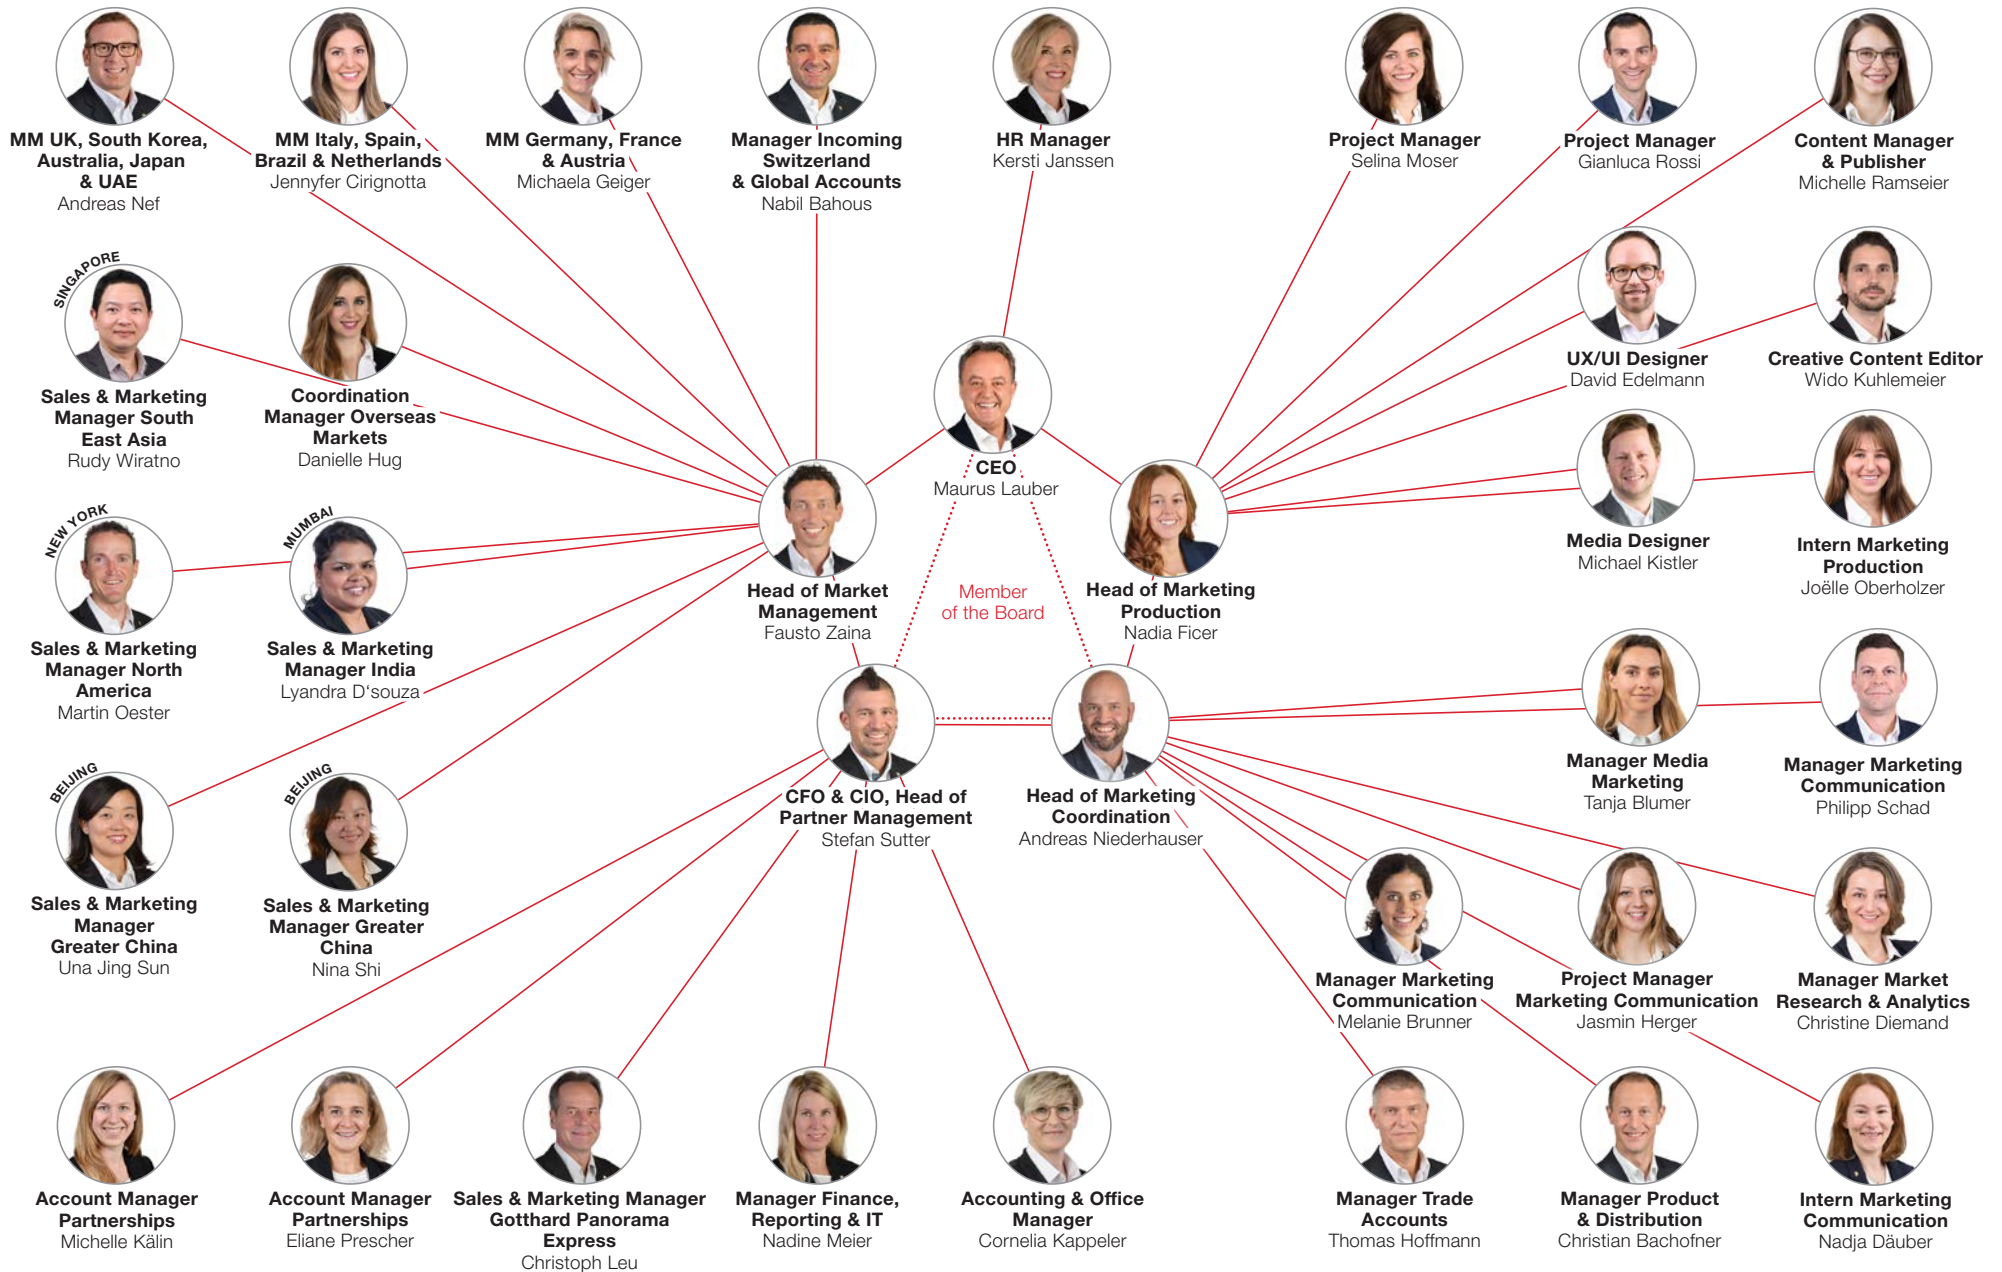 MM UK, South Korea,
Australia, Japan
& UAE
Andreas Nef
MM Italy, Spain,
Brazil & Netherlands
Jennyfer Cirignotta
MM Germany, France
& Austria
Michaela Geiger
Manager Incoming
Switzerland
& Global Accounts
Nabil Bahous
HR Manager
Kersti Janssen
Project Manager
Selina Moser
Project Manager
Gianluca Rossi
Content Manager
& Publisher
Michelle Ramseier
SINGAPORE
Sales & Marketing
Manager South
East Asia
Rudy Wiratno
Coordination
Manager Overseas
Markets
Danielle Hug
CEO
Maurus Lauber
UX/UI Designer
David Edelmann
Creative Content Editor
Wido Kuhlemeier
NEW YORK
Sales & Marketing
Manager North
America
Martin Oester
MUMBAI
Sales & Marketing
Manager India
Lyandra D‘souza
Head of Market
Management
Fausto Zaina
Member
of the Board
Head of Marketing
Production
Nadia Ficer
Media Designer
Michael Kistler
Intern Marketing
Production
Joëlle Oberholzer
BEIJING
Sales & Marketing
Manager
Greater China
Una Jing Sun
BEIJING
Sales & Marketing
Manager Greater
China
Nina Shi
CFO & CIO, Head of
Partner Management
Stefan Sutter
Head of Marketing
Coordination
Andreas Niederhauser
Manager Media
Marketing
Tanja Blumer
Manager Marketing
Communication
Philipp Schad
Manager Marketing
Communication
Melanie Brunner
Project Manager
Marketing Communication
Jasmin Herger
Manager Market
Research & Analytics
Christine Diemand
Account Manager
Partnerships
Michelle Kälin
Account Manager
Partnerships
Eliane Prescher
Sales & Marketing Manager
Gotthard Panorama
Express
Christoph Leu
Manager Finance,
Reporting & IT
Nadine Meier
Accounting & Office
Manager
Cornelia Kappeler
Manager Trade
Accounts
Thomas Hoffmann
Manager Product
& Distribution
Christian Bachofner
Intern Marketing
Communication
Nadja Däuber